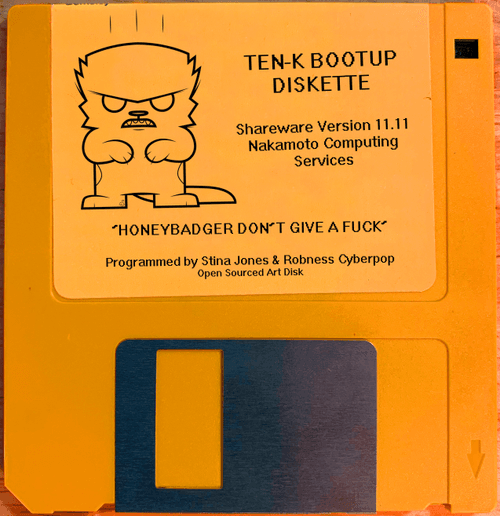 TEN-K BOOTUP
DISKETTE
Shareware Version 11.11
Nakamoto Computing
Services
"HONEYBADGER DON"T GIVE A FUCK"
Programmed by Stina Jones & Robness Cyberpop
Open Sourced Art Disk